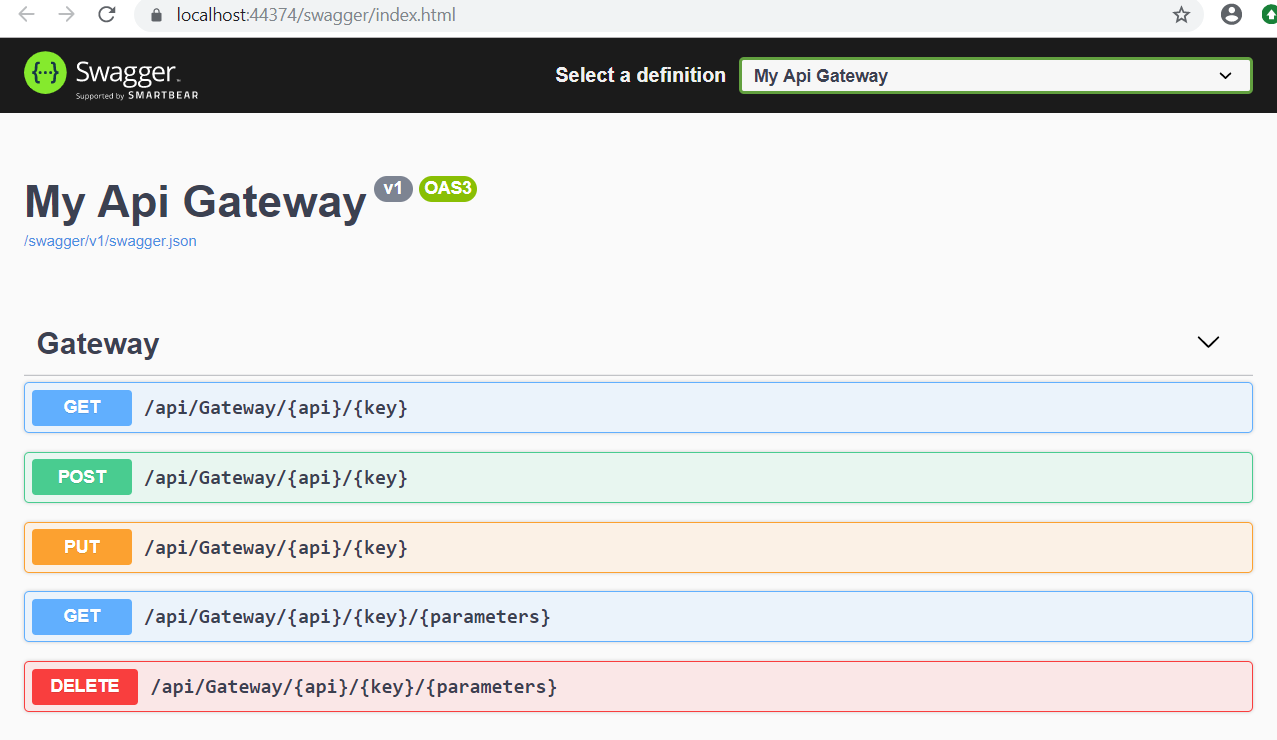 localhost:44374/swagger/index.html
{···} Swagger™
Supported by SMARTBEAR
Select a definition My Api Gateway
My Api Gateway v1 OAS3
/swagger/v1/swagger.json
Gateway
GET /api/Gateway/{api}/{key}
POST /api/Gateway/{api}/{key}
PUT /api/Gateway/{api}/{key}
GET /api/Gateway/{api}/{key}/{parameters}
DELETE /api/Gateway/{api}/{key}/{parameters}